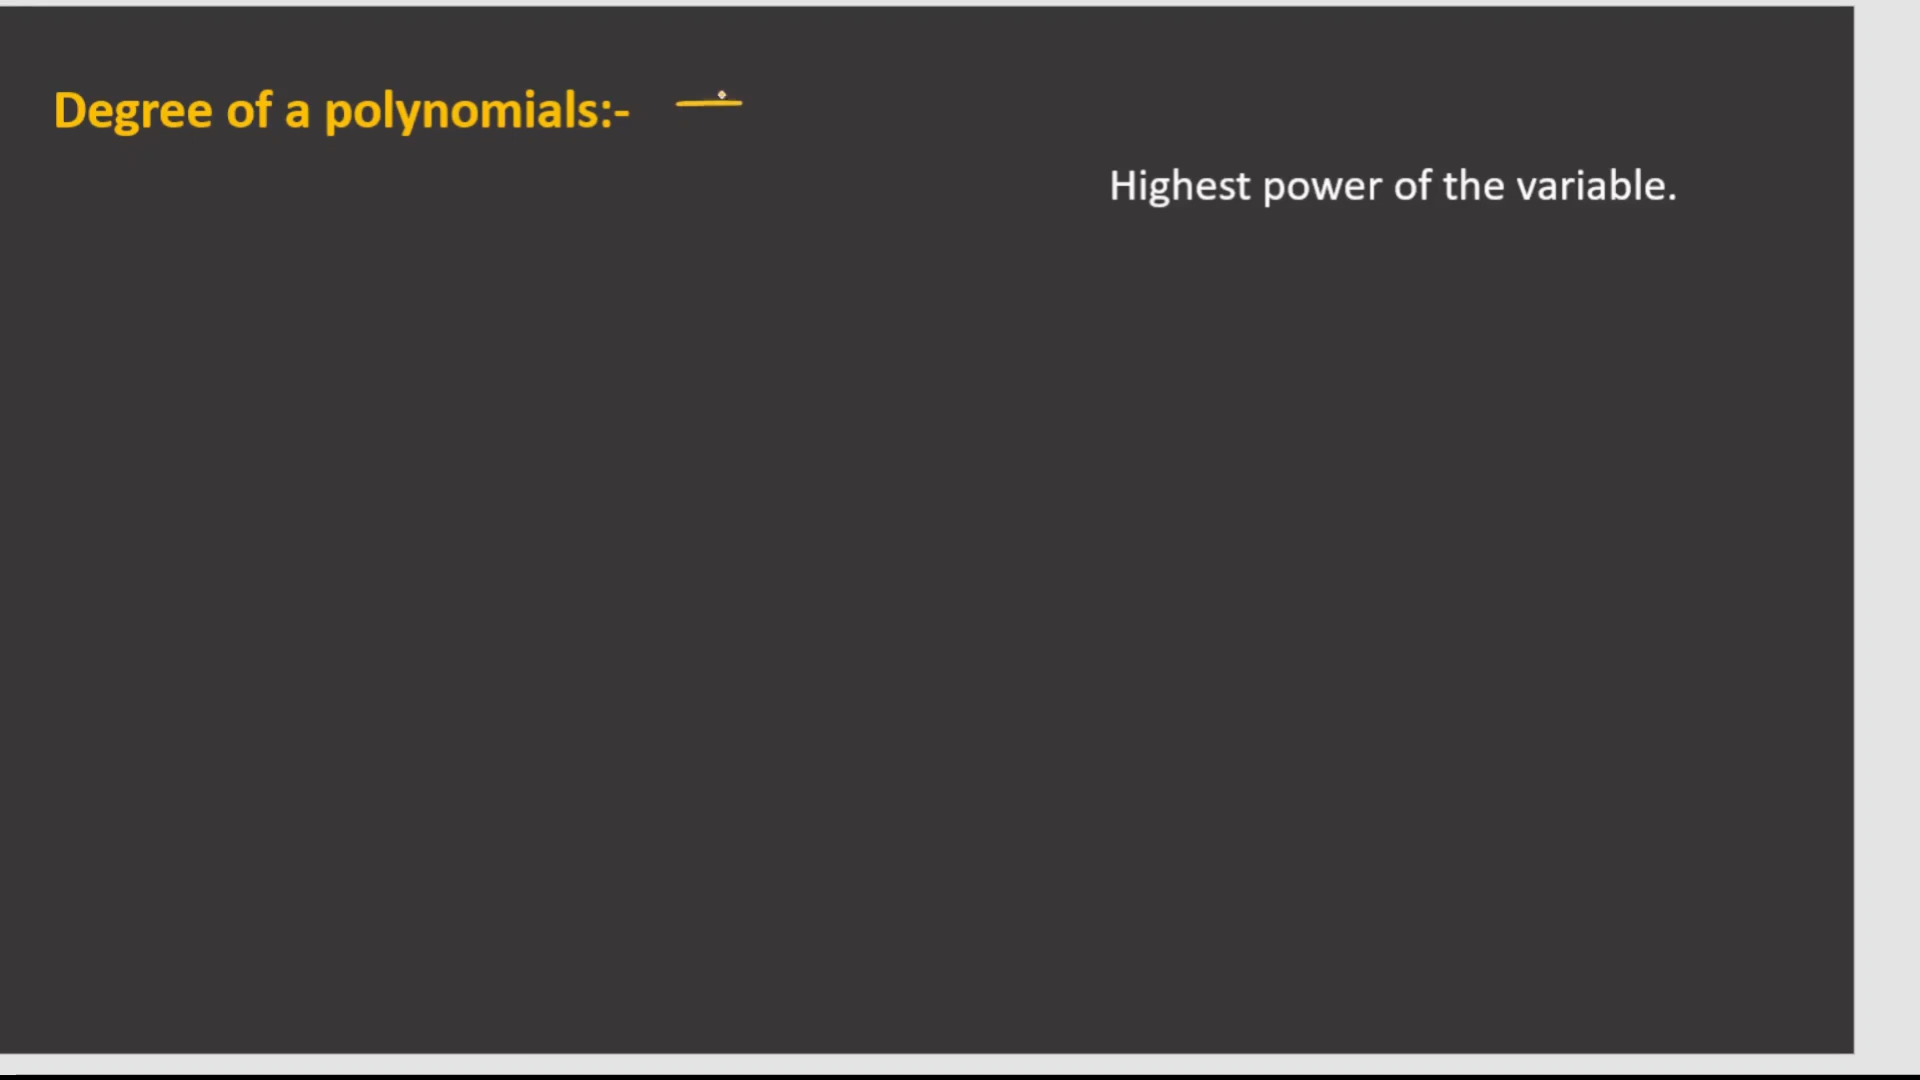 Degree of a polynomials:-
Highest power of the variable.